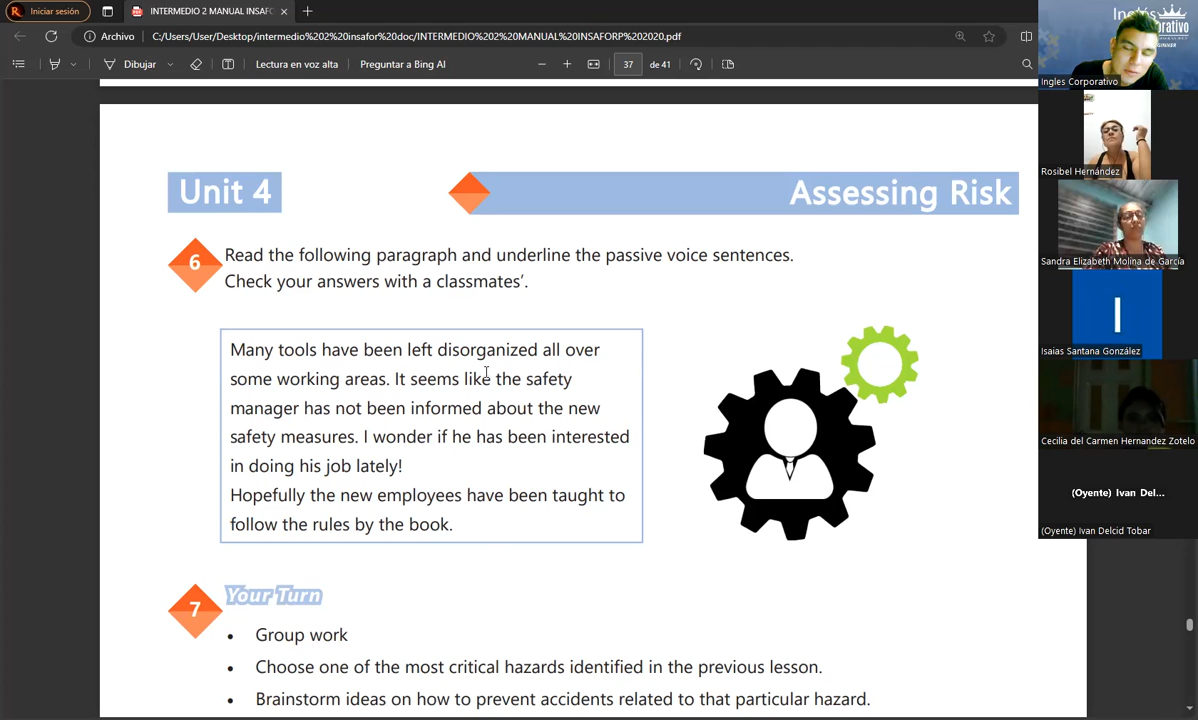 Iniciar sesión
INTERMEDIO 2 MANUAL INSAFO
Archivo
C:/Users/User/Desktop/intermedio%202%20insafor%20doc/INTERMEDIO%202%20MANUAL%20INSAFORP%202020.pdf
Dibujar
Lectura en voz alta
Preguntar a Bing AI
37
de 41
Unit 4
Assessing Risk
6
Read the following paragraph and underline the passive voice sentences.
Check your answers with a classmates’.
Many tools have been left disorganized all over
some working areas. It seems like the safety
manager has not been informed about the new
safety measures. I wonder if he has been interested
in doing his job lately!
Hopefully the new employees have been taught to
follow the rules by the book.
7
Your Turn
• Group work
• Choose one of the most critical hazards identified in the previous lesson.
• Brainstorm ideas on how to prevent accidents related to that particular hazard.
Inglés
Ingles Corporativo
Rosibel Hernández
Sandra Elizabeth Molina de García
I
Isaias Santana González
Cecilia del Carmen Hernandez Zotelo
(Oyente) Ivan Del...
(Oyente) Ivan Delcid Tobar